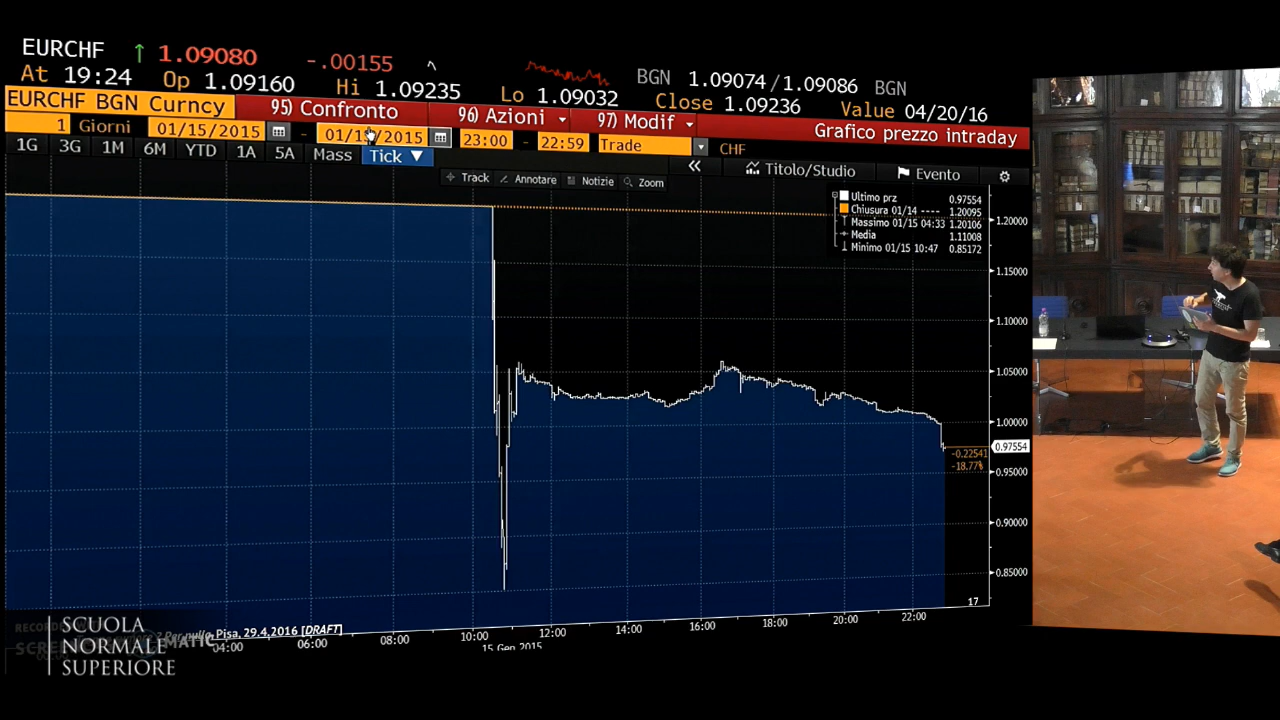 EURCHF ↑ 1.09080 -.00155 BGN 1.09074/1.09086 BGN
At 19:24 Op 1.09160 Hi 1.09235 Lo 1.09032 Close 1.09236 Value 04/20/16
EURCHF BGN Curncy 95) Confronto 96) Azioni 97) Modif Grafico prezzo intraday
1 Giorni 01/15/2015 - 01/15/2015 23:00 - 22:59 Trade CHF
1G 3G 1M 6M YTD 1A 5A Mass Tick ▼ « Titolo/Studio Evento
Track Annotare Notizie Zoom
Ultimo prz 0.97554
Chiusura 01/14 ---- 1.20095
Massimo 01/15 04:33 1.20106
Media 1.11008
Minimo 01/15 10:47 0.85172
1.20000
1.15000
1.10000
1.05000
1.00000
0.97554
-0.22541
-18.77%
0.95000
0.90000
0.85000
17
04:00 06:00 08:00 10:00 12:00 14:00 16:00 18:00 20:00 22:00
15 Gen 2015
Pisa, 29.4.2016 [DRAFT]
SCUOLA
NORMALE
SUPERIORE